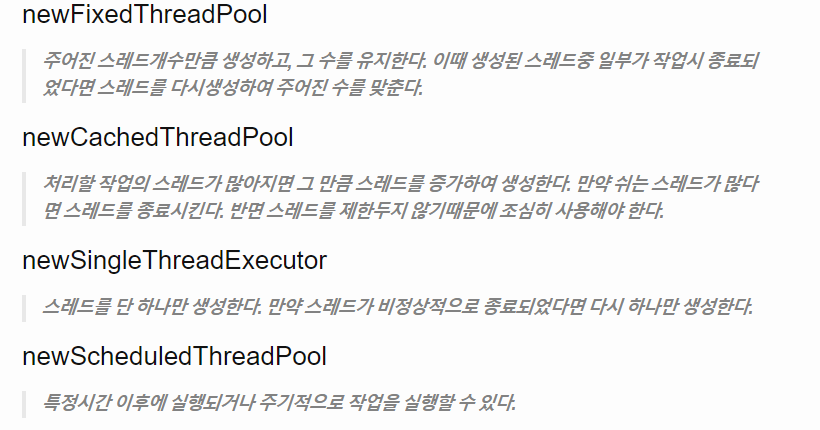 newFixedThreadPool
주어진 스레드개수만큼 생성하고, 그 수를 유지한다. 이때 생성된 스레드중 일부가 작업시 종료되
었다면 스레드를 다시생성하여 주어진 수를 맞춘다.
newCachedThreadPool
처리할 작업의 스레드가 많아지면 그 만큼 스레드를 증가하여 생성한다. 만약 쉬는 스레드가 많다
면 스레드를 종료시킨다. 반면 스레드를 제한두지 않기때문에 조심히 사용해야 한다.
newSingleThreadExecutor
스레드를 단 하나만 생성한다. 만약 스레드가 비정상적으로 종료되었다면 다시 하나만 생성한다.
newScheduledThreadPool
특정시간 이후에 실행되거나 주기적으로 작업을 실행할 수 있다.